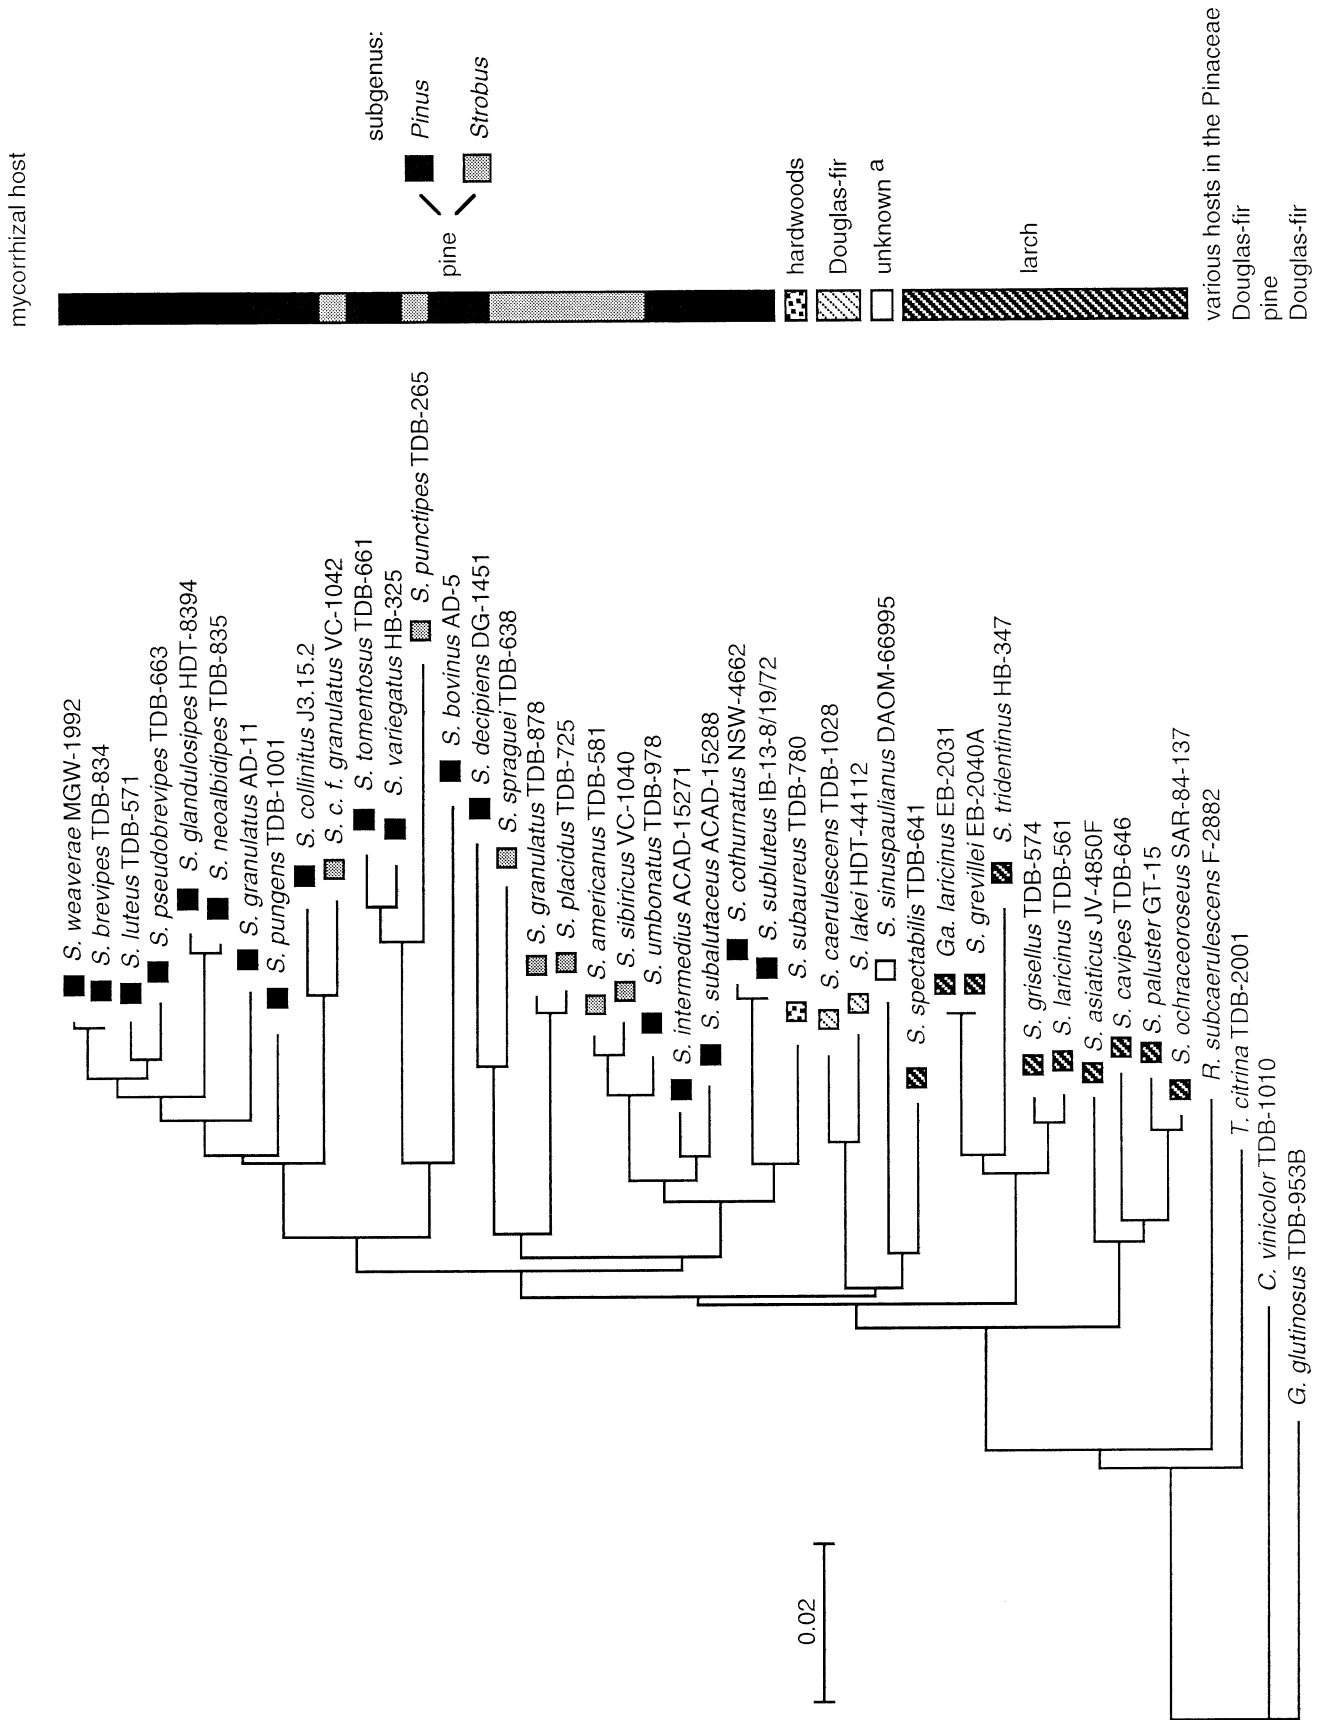 mycorrhizal host
subgenus:
Pinus
Strobus
pine
hardwoods
Douglas-fir
unknown a
larch
various hosts in the Pinaceae
Douglas-fir
pine
Douglas-fir
S. weaverae MGW-1992
S. brevipes TDB-834
S. luteus TDB-571
S. pseudobrevipes TDB-663
S. glandulosipes HDT-8394
S. neoalbidipes TDB-835
S. granulatus AD-11
S. pungens TDB-1001
S. collinitus J3.15.2
S. c. f. granulatus VC-1042
S. tomentosus TDB-661
S. variegatus HB-325
S. punctipes TDB-265
S. bovinus AD-5
S. decipiens DG-1451
S. spraguei TDB-638
S. granulatus TDB-878
S. placidus TDB-725
S. americanus TDB-581
S. sibiricus VC-1040
S. umbonatus TDB-978
S. intermedius ACAD-15271
S. subalutaceus ACAD-15288
S. cothurnatus NSW-4662
S. subluteus IB-13-8/19/72
S. subaureus TDB-780
S. caerulescens TDB-1028
S. lakei HDT-44112
S. sinuspaulianus DAOM-66995
S. spectabilis TDB-641
Ga. laricinus EB-2031
S. grevillei EB-2040A
S. tridentinus HB-347
S. grisellus TDB-574
S. laricinus TDB-561
S. asiaticus JV-4850F
S. cavipes TDB-646
S. paluster GT-15
S. ochraceoroseus SAR-84-137
R. subcaerulescens F-2882
T. citrina TDB-2001
C. vinicolor TDB-1010
G. glutinosus TDB-953B
0.02